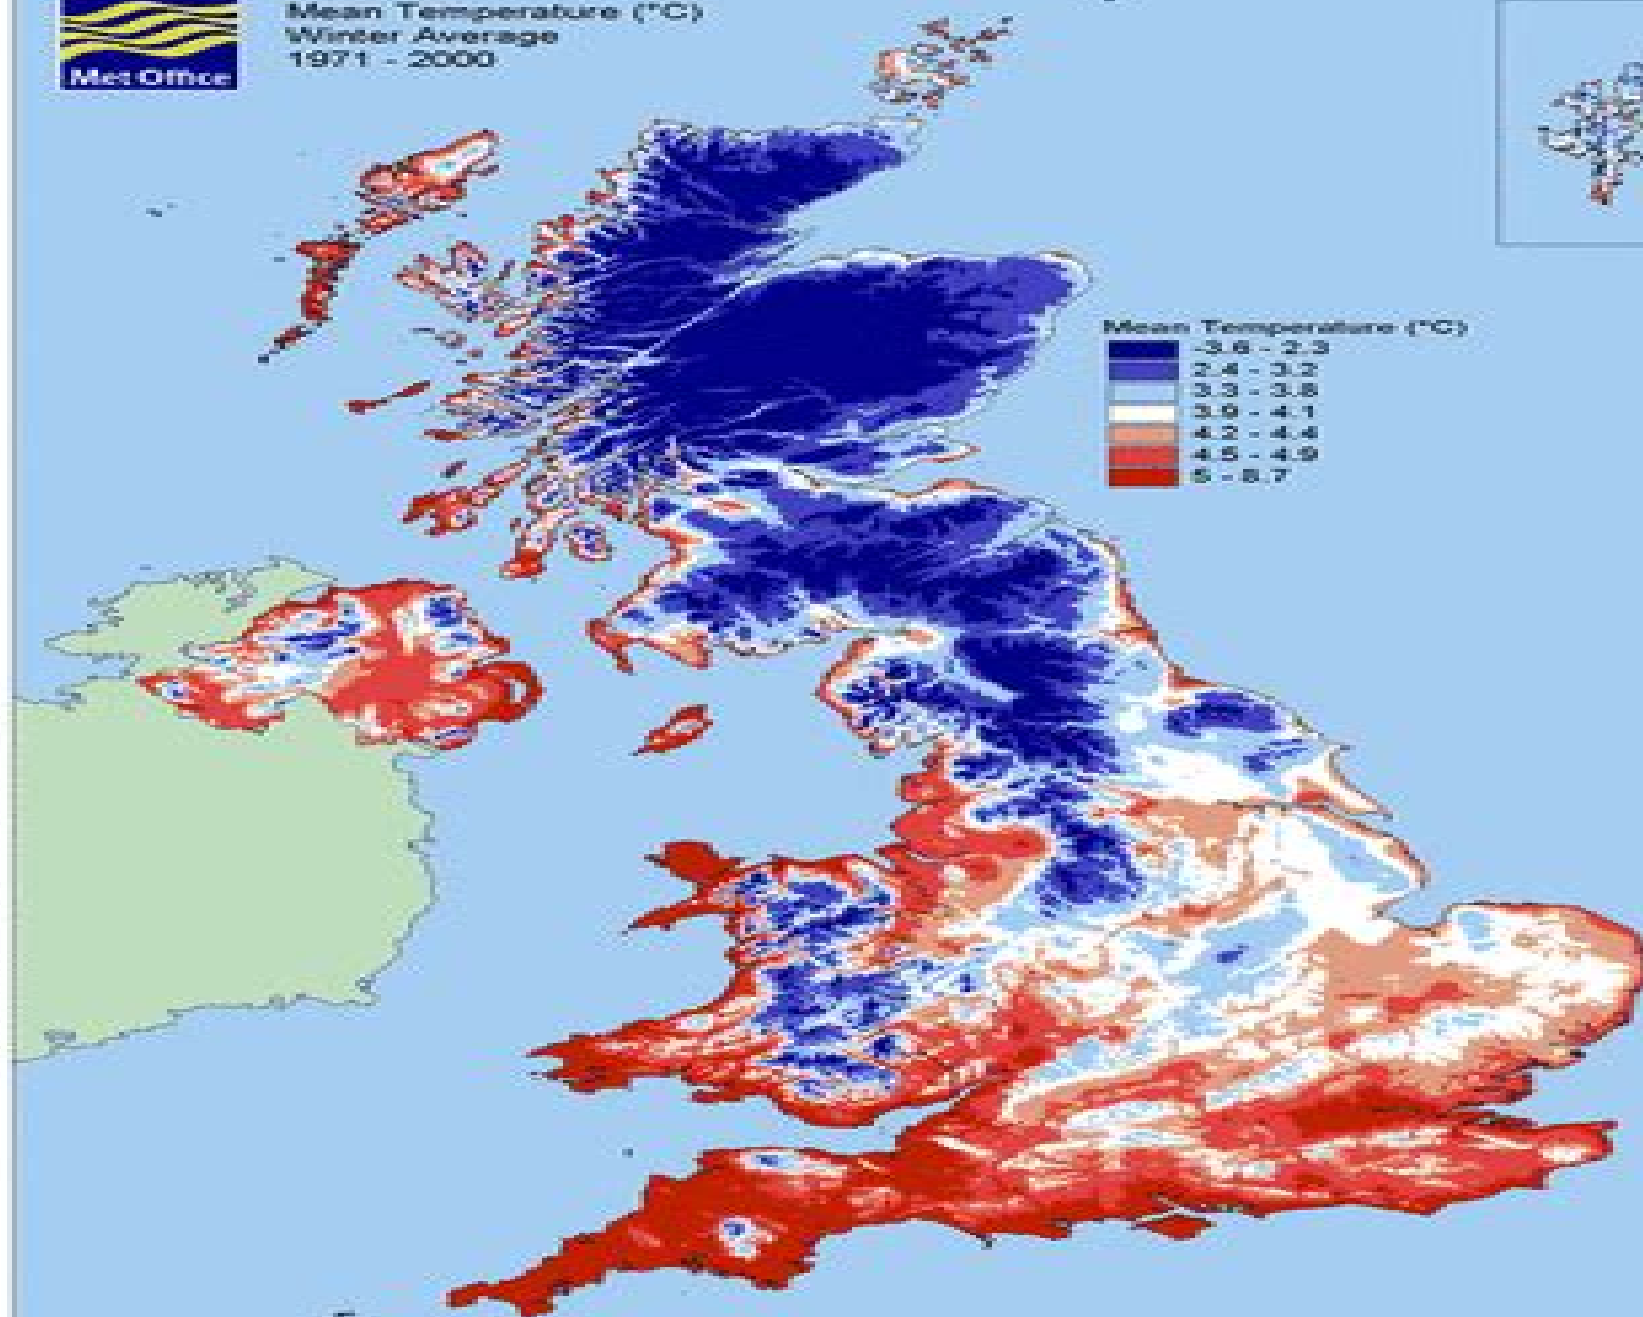 Met Office
Mean Temperature (°C)
Winter Average
1971 - 2000
Mean Temperature (°C)
-3.6 - 2.3
2.4 - 3.2
3.3 - 3.8
3.9 - 4.1
4.2 - 4.4
4.5 - 4.9
5 - 8.7